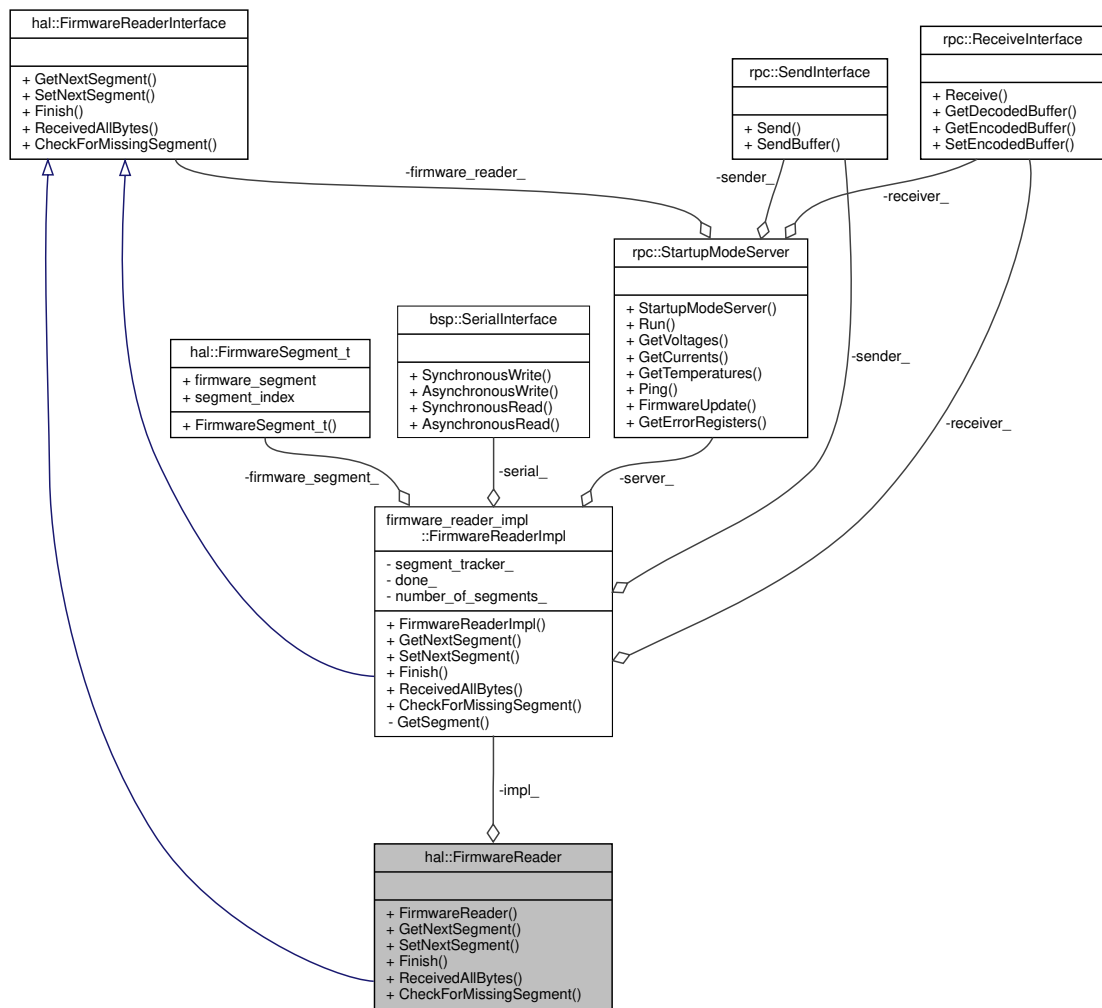 hal::FirmwareReaderInterface
+ GetNextSegment()
+ SetNextSegment()
+ Finish()
+ ReceivedAllBytes()
+ CheckForMissingSegment()
rpc::SendInterface
+ Send()
+ SendBuffer()
rpc::ReceiveInterface
+ Receive()
+ GetDecodedBuffer()
+ GetEncodedBuffer()
+ SetEncodedBuffer()
-firmware_reader_
-sender_
-receiver_
rpc::StartupModeServer
+ StartupModeServer()
+ Run()
+ GetVoltages()
+ GetCurrents()
+ GetTemperatures()
+ Ping()
+ FirmwareUpdate()
+ GetErrorRegisters()
hal::FirmwareSegment_t
+ firmware_segment
+ segment_index
+ FirmwareSegment_t()
bsp::SerialInterface
+ SynchronousWrite()
+ AsynchronousWrite()
+ SynchronousRead()
+ AsynchronousRead()
-sender_
-receiver_
-firmware_segment_
-serial_
-server_
firmware_reader_impl
::FirmwareReaderImpl
- segment_tracker_
- done_
- number_of_segments_
+ FirmwareReaderImpl()
+ GetNextSegment()
+ SetNextSegment()
+ Finish()
+ ReceivedAllBytes()
+ CheckForMissingSegment()
- GetSegment()
-impl_
hal::FirmwareReader
+ FirmwareReader()
+ GetNextSegment()
+ SetNextSegment()
+ Finish()
+ ReceivedAllBytes()
+ CheckForMissingSegment()